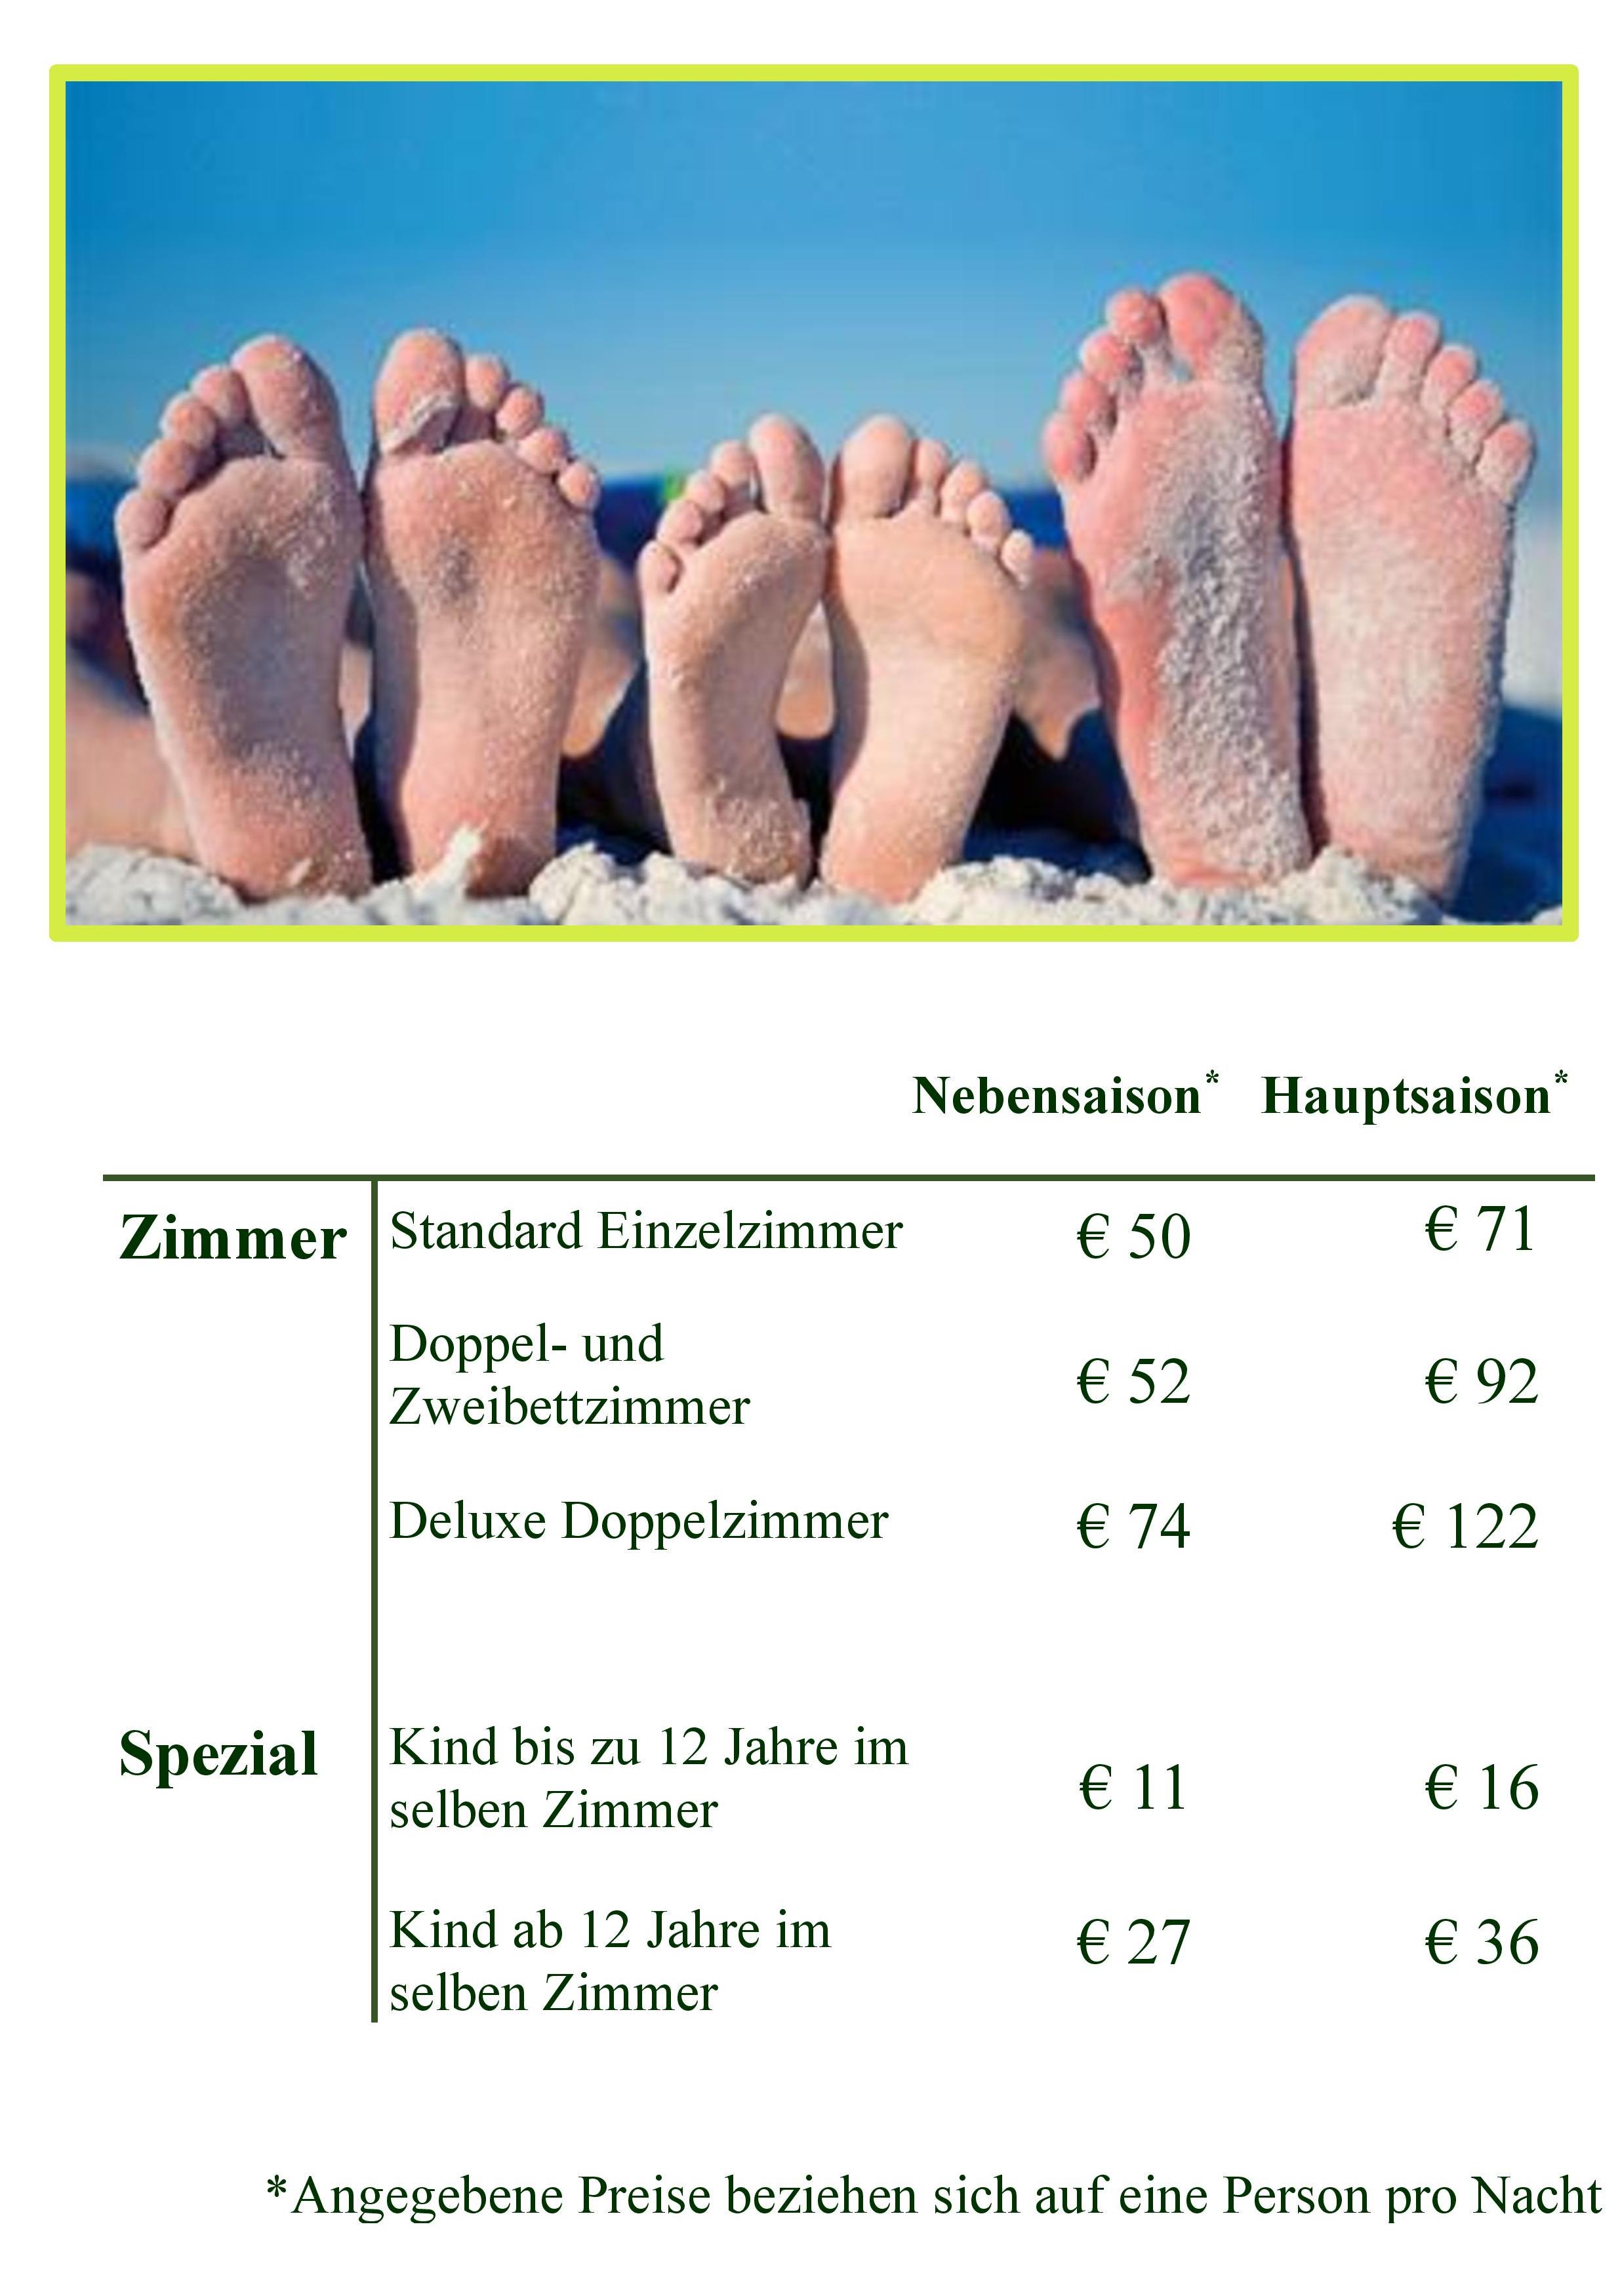 Nebensaison* Hauptsaison*
Zimmer Standard Einzelzimmer € 50 € 71
Doppel- und
Zweibettzimmer € 52 € 92
Deluxe Doppelzimmer € 74 € 122
Spezial Kind bis zu 12 Jahre im
selben Zimmer € 11 € 16
Kind ab 12 Jahre im € 27 € 36
selben Zimmer
*Angegebene Preise beziehen sich auf eine Person pro Nacht